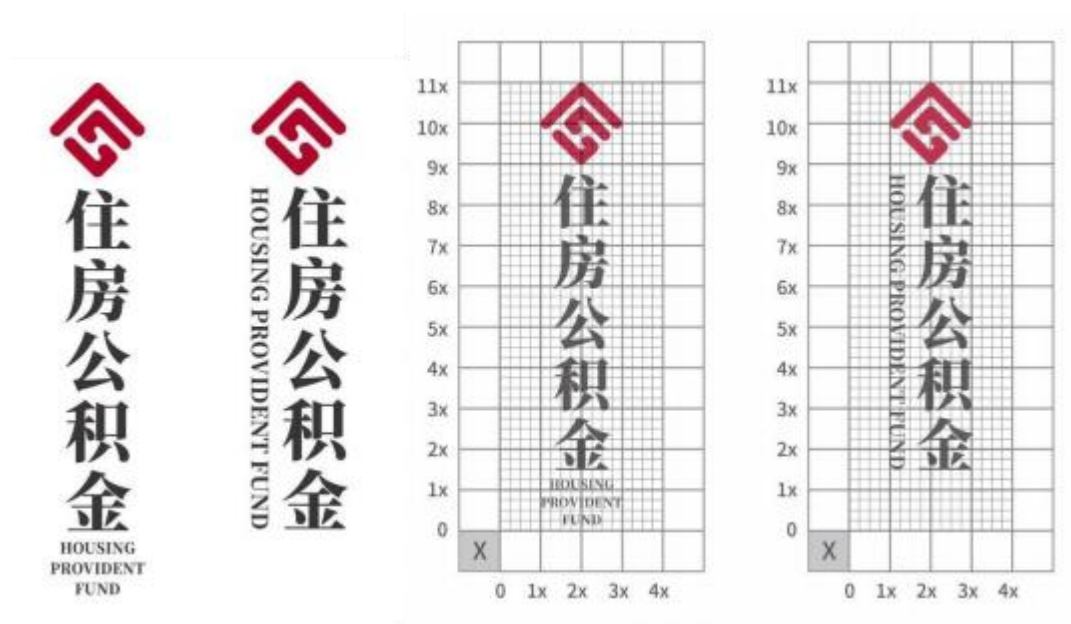 住房公积金
HOUSING
PROVIDENT
FUND
住房公积金
HOUSING PROVIDENT FUND
11x
10x
9x
8x
7x
6x
5x
4x
3x
2x
1x
0
X
0 1x 2x 3x 4x
住房公积金
HOUSING
PROVIDENT
FUND
11x
10x
9x
8x
7x
6x
5x
4x
3x
2x
1x
0
X
0 1x 2x 3x 4x
住房公积金
HOUSING PROVIDENT FUND